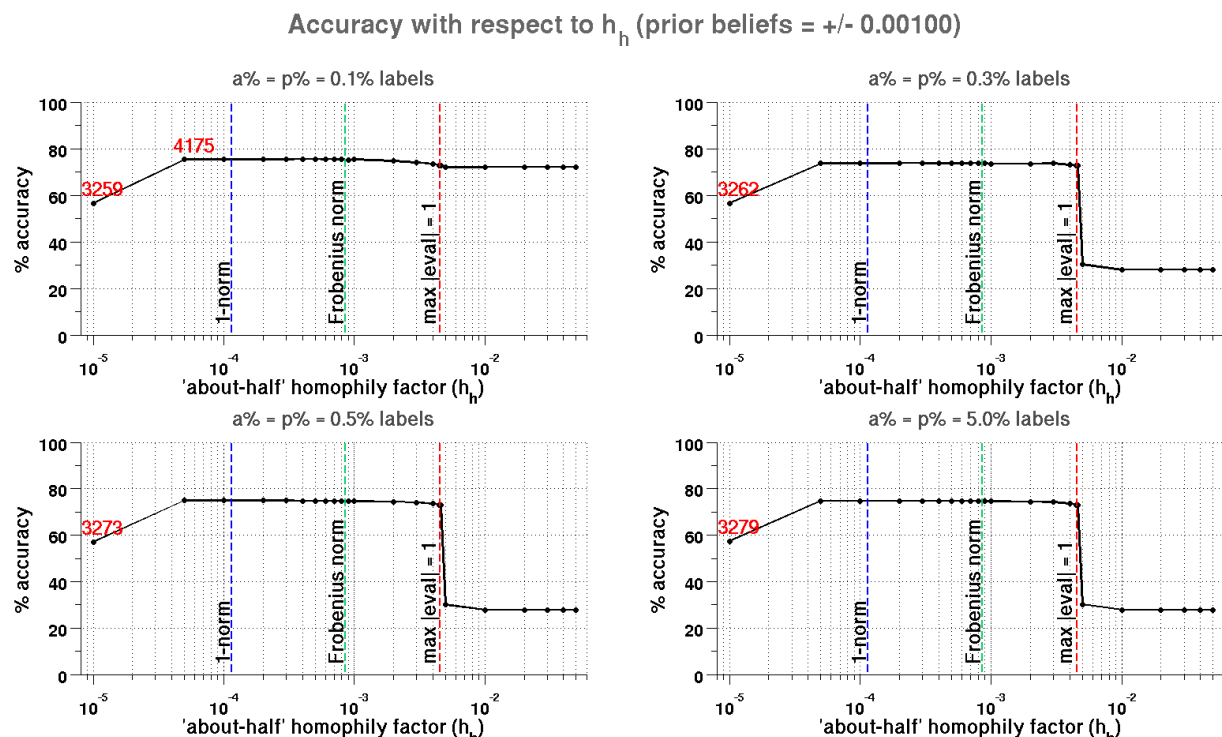 Accuracy with respect to h_h (prior beliefs = +/- 0.00100)
a% = p% = 0.1% labels
100
80
60
40
20
0
% accuracy
3259
4175
1-norm
Frobenius norm
max |eval| = 1
10^-5
10^-4
10^-3
10^-2
'about-half' homophily factor (h_h)
a% = p% = 0.3% labels
100
80
60
40
20
0
% accuracy
3262
1-norm
Frobenius norm
max |eval| = 1
10^-5
10^-4
10^-3
10^-2
'about-half' homophily factor (h_h)
a% = p% = 0.5% labels
100
80
60
40
20
0
% accuracy
3273
1-norm
Frobenius norm
max |eval| = 1
10^-5
10^-4
10^-3
10^-2
'about-half' homophily factor (h_h)
a% = p% = 5.0% labels
100
80
60
40
20
0
% accuracy
3279
1-norm
Frobenius norm
max |eval| = 1
10^-5
10^-4
10^-3
10^-2
'about-half' homophily factor (h_h)